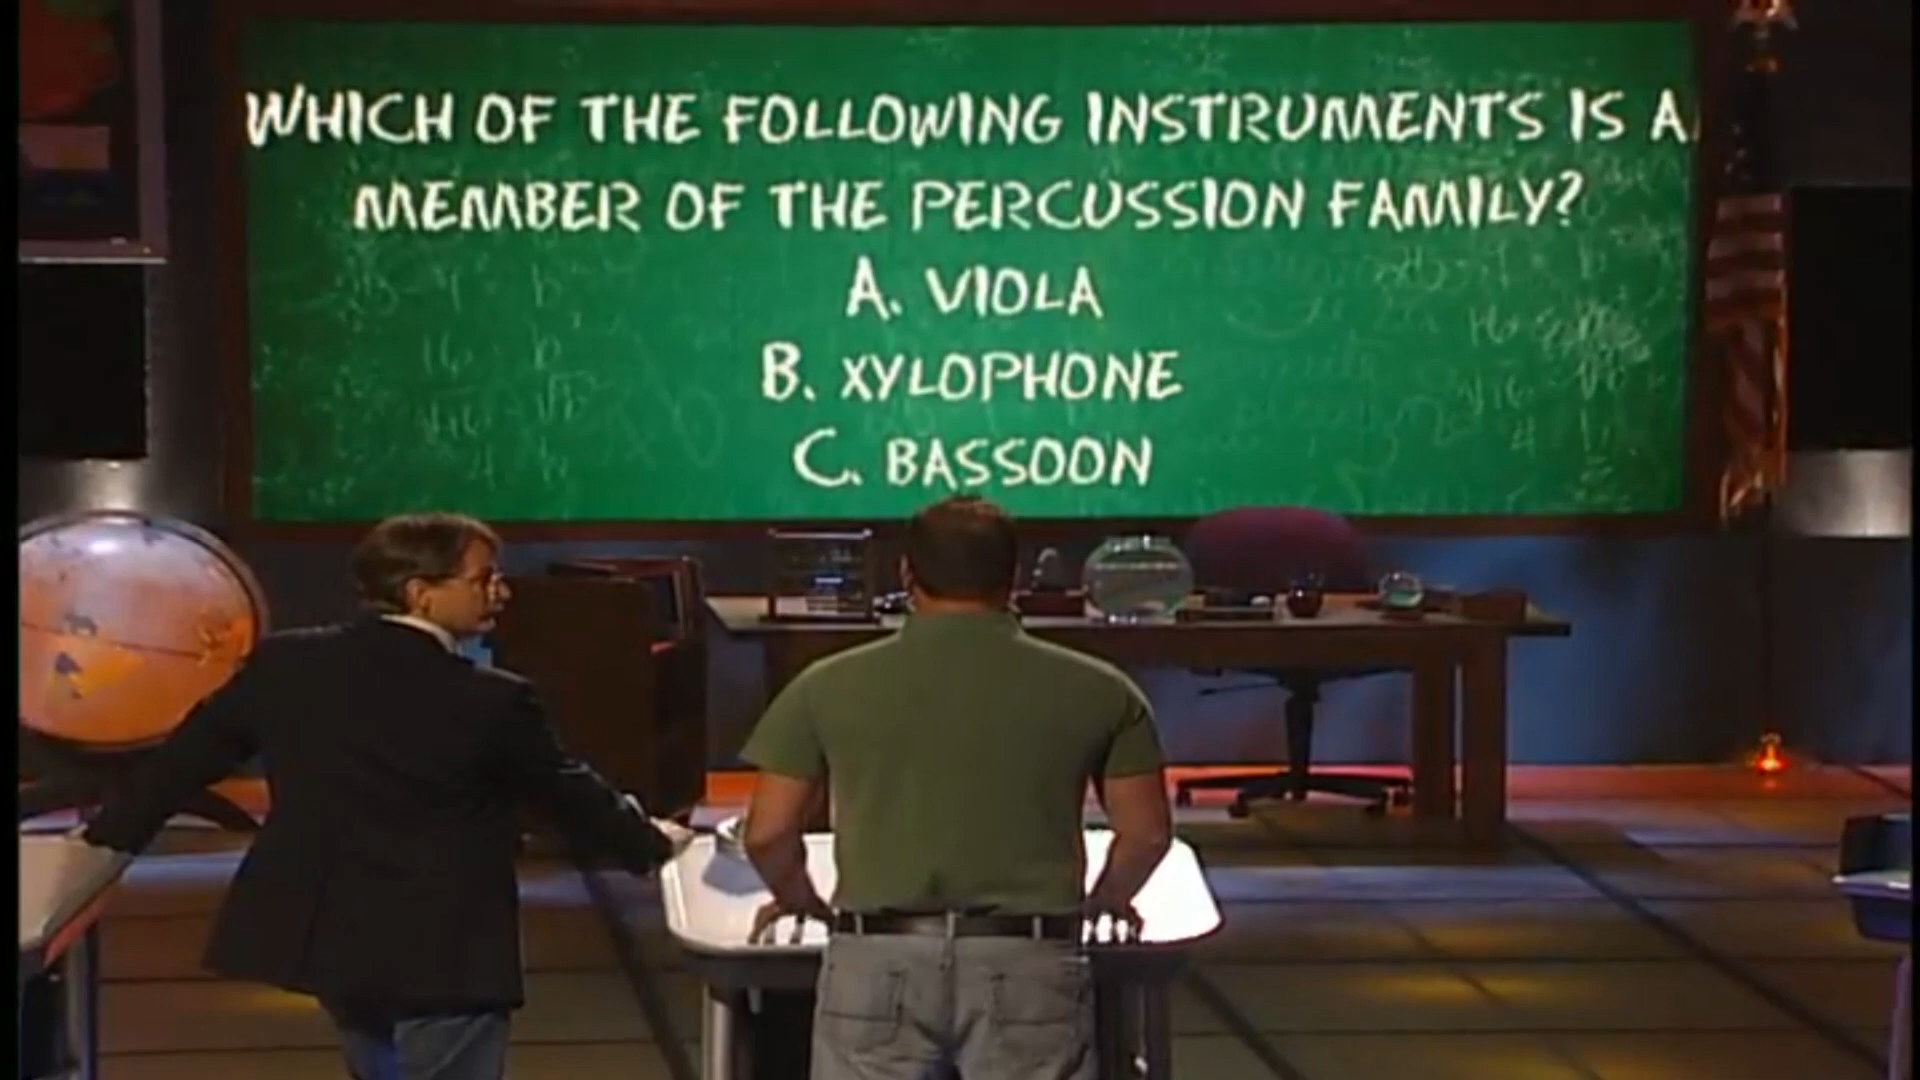 WHICH OF THE FOLLOWING INSTRUMENTS IS A
MEMBER OF THE PERCUSSION FAMILY?
A. VIOLA
B. XYLOPHONE
C. BASSOON